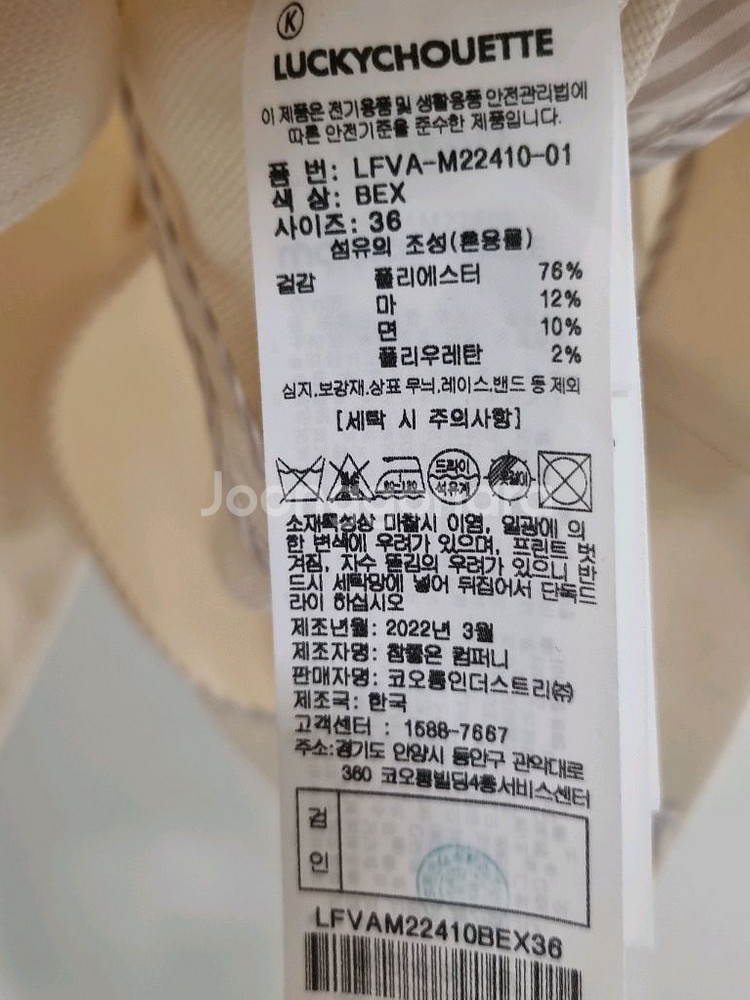 K
LUCKYCHOUETTE
이 제품은 전기용품 및 생활용품 안전관리법에
따른 안전기준을 준수한 제품입니다.
품 번: LFVA-M22410-01
색 상: BEX
사이즈: 36
섬유의 조성(혼용률)
겉감 폴리에스터 76%
마 12%
면 10%
폴리우레탄 2%
심지.보강재.상표 무늬.레이스.밴드 등 제외
[세탁 시 주의사항]
드라이
석유계
소재특성상 마찰시 이염, 일광에 의
한 변색에 우려가 있으며, 프린트 벗
겨짐, 자수 뜯김의 우려가 있으니 반
드시 세탁망에 넣어 뒤집어서 단독드
라이 하십시오
제조년월: 2022년 3월
제조자명: 참좋은 컴퍼니
판매자명: 코오롱인더스트리㈜
제조국: 한국
고객센터 : 1588-7667
주소:경기도 안양시 동안구 관악대로
360 코오롱빌딩4층서비스센터
검
인
LFVAM22410BEX36